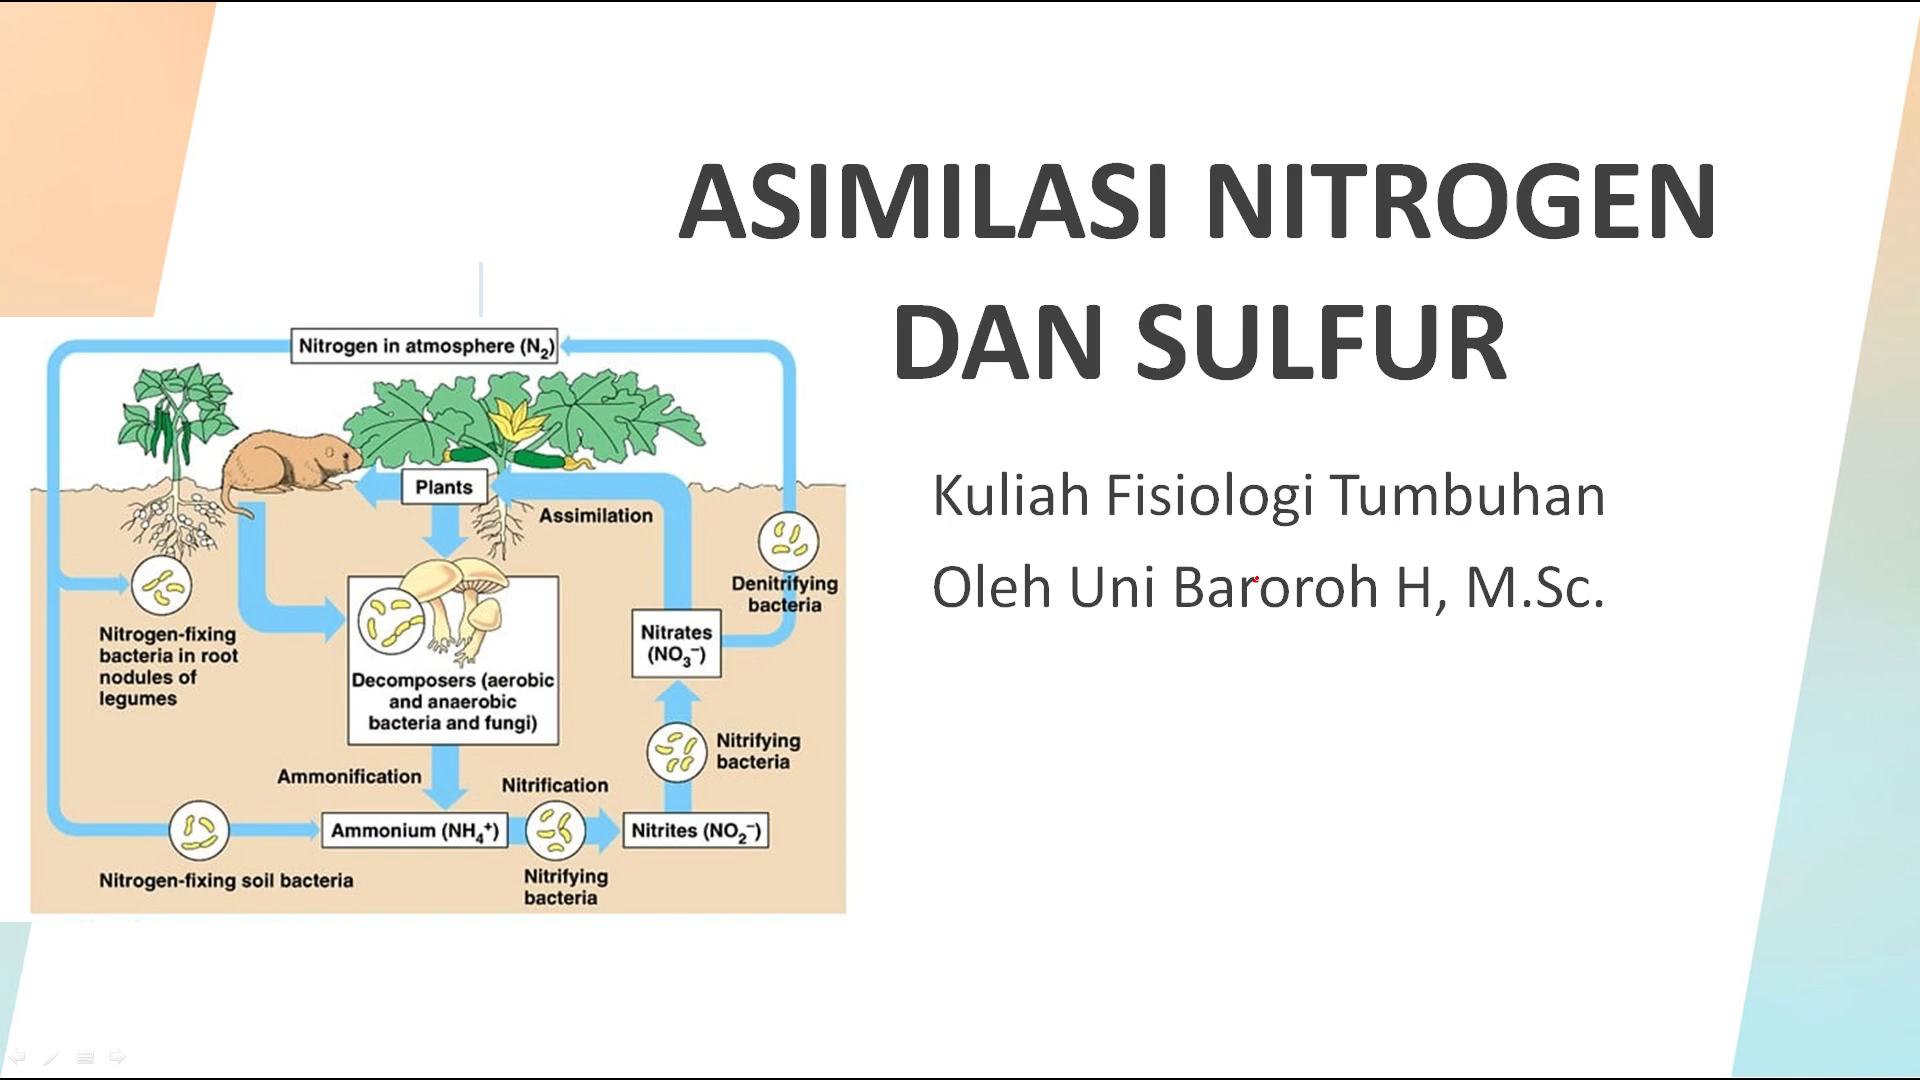 ASIMILASI NITROGEN
DAN SULFUR
Kuliah Fisiologi Tumbuhan
Oleh Uni Baroroh H, M.Sc.
Nitrogen in atmosphere (N₂)
Plants
Assimilation
Denitrifying
bacteria
Nitrogen-fixing
bacteria in root
nodules of
legumes
Decomposers (aerobic
and anaerobic
bacteria and fungi)
Nitrates
(NO₃⁻)
Nitrifying
bacteria
Ammonification
Nitrification
Ammonium (NH₄⁺)
Nitrites (NO₂⁻)
Nitrogen-fixing soil bacteria
Nitrifying
bacteria